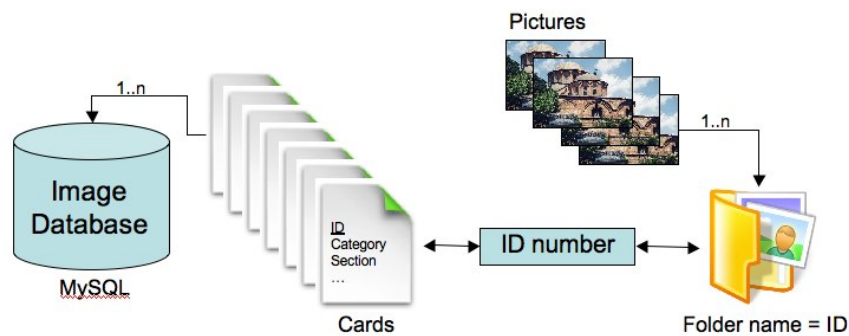 Pictures
1..n
1..n
Image
Database
ID
Category
Section
...
ID number
MySQL
Cards
Folder name = ID